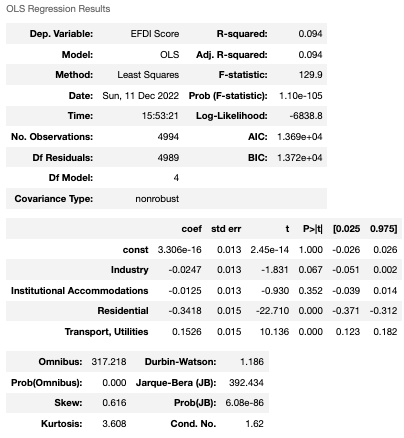 OLS Regression Results
Dep. Variable: EFDI Score R-squared: 0.094
Model: OLS Adj. R-squared: 0.094
Method: Least Squares F-statistic: 129.9
Date: Sun, 11 Dec 2022 Prob (F-statistic): 1.10e-105
Time: 15:53:21 Log-Likelihood: -6838.8
No. Observations: 4994 AIC: 1.369e+04
Df Residuals: 4989 BIC: 1.372e+04
Df Model: 4
Covariance Type: nonrobust
coef std err t P>|t| [0.025 0.975]
const 3.306e-16 0.013 2.45e-14 1.000 -0.026 0.026
Industry -0.0247 0.013 -1.831 0.067 -0.051 0.002
Institutional Accommodations -0.0125 0.013 -0.930 0.352 -0.039 0.014
Residential -0.3418 0.015 -22.710 0.000 -0.371 -0.312
Transport, Utilities 0.1526 0.015 10.136 0.000 0.123 0.182
Omnibus: 317.218 Durbin-Watson: 1.186
Prob(Omnibus): 0.000 Jarque-Bera (JB): 392.434
Skew: 0.616 Prob(JB): 6.08e-86
Kurtosis: 3.608 Cond. No. 1.62